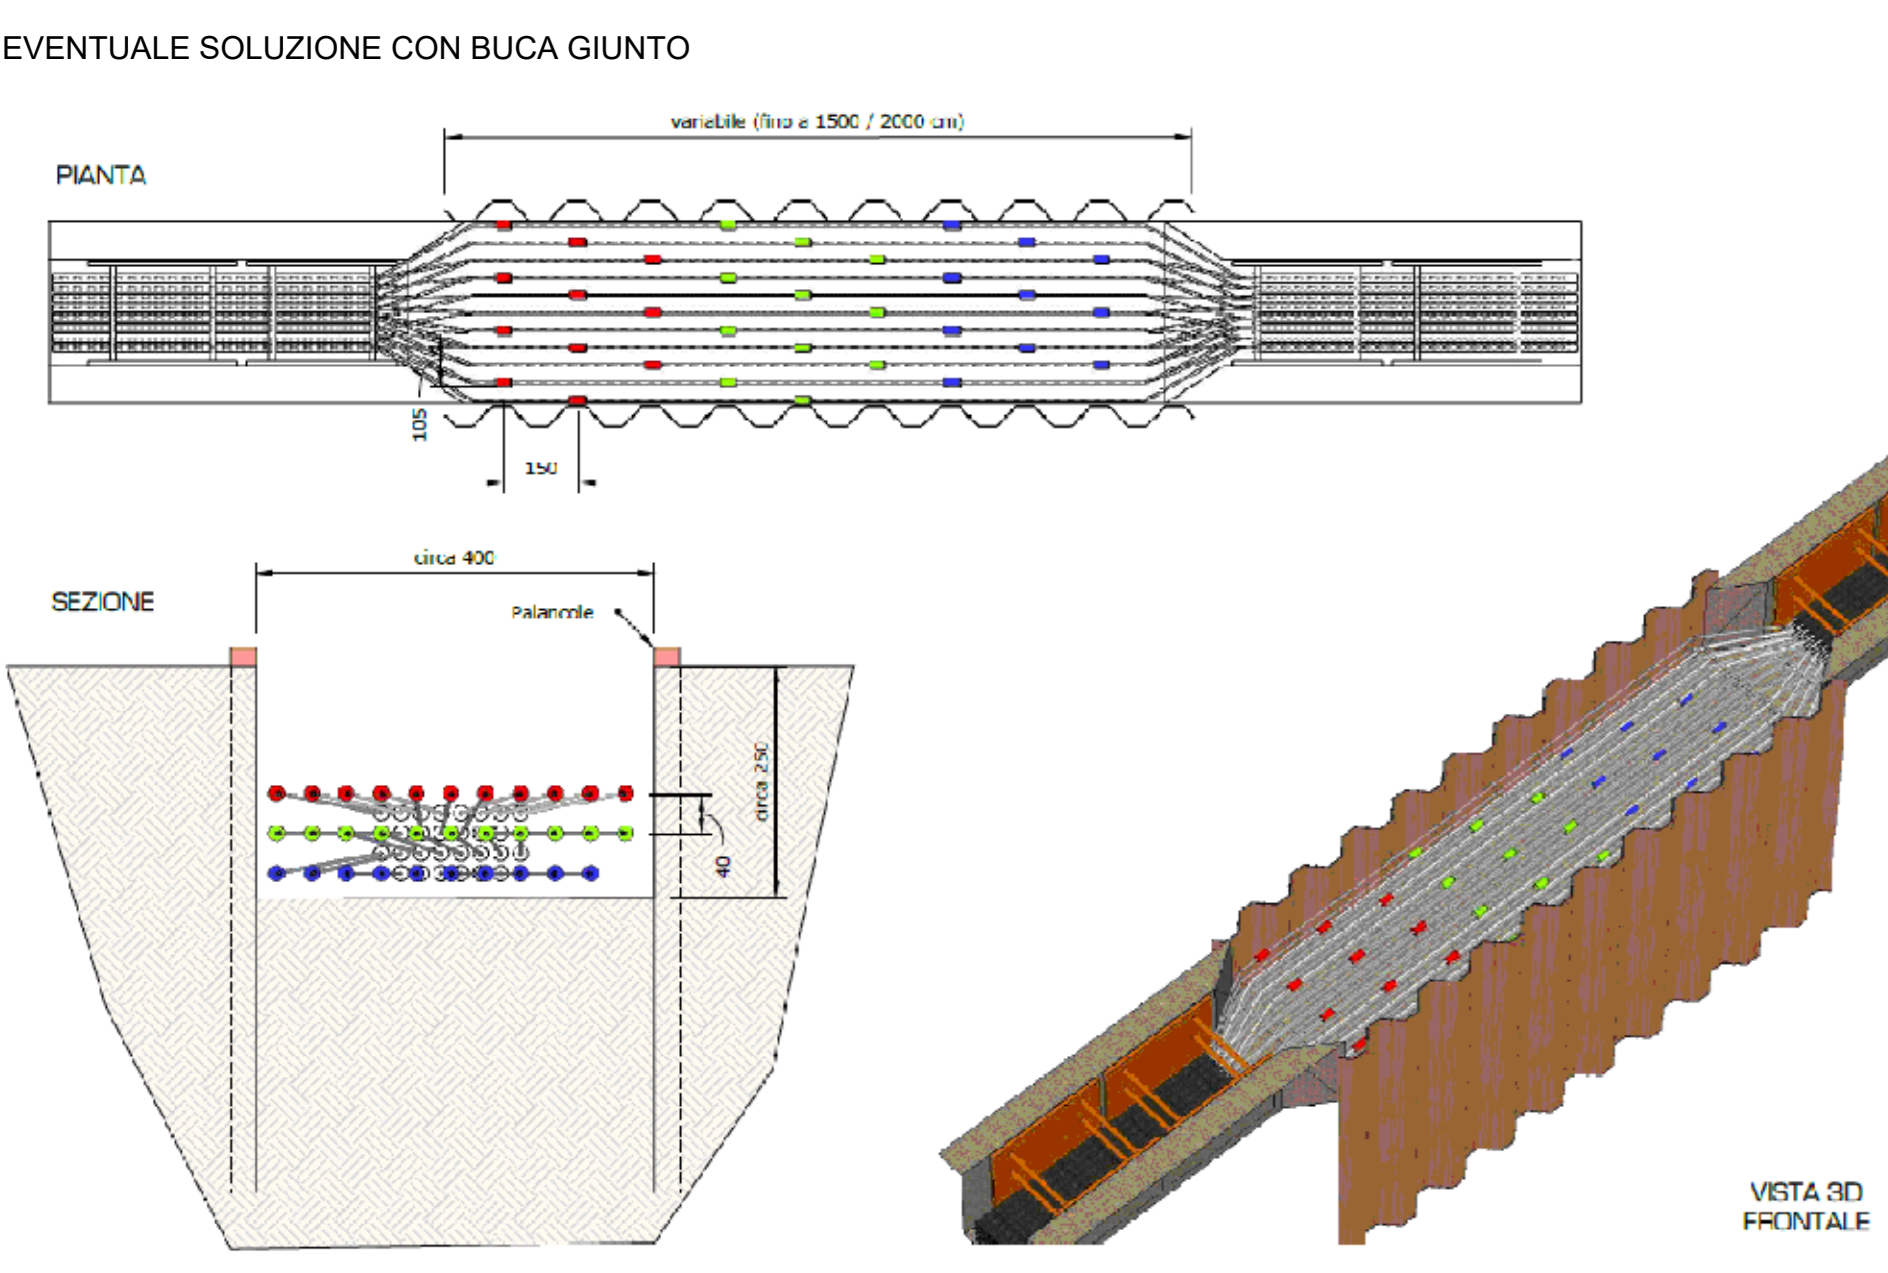 EVENTUALE SOLUZIONE CON BUCA GIUNTO
variabile (fino a 1500 / 2000 cm)
PIANTA
105
150
circa 400
SEZIONE
Palancole
circa 250
40
VISTA 3D
FRONTALE